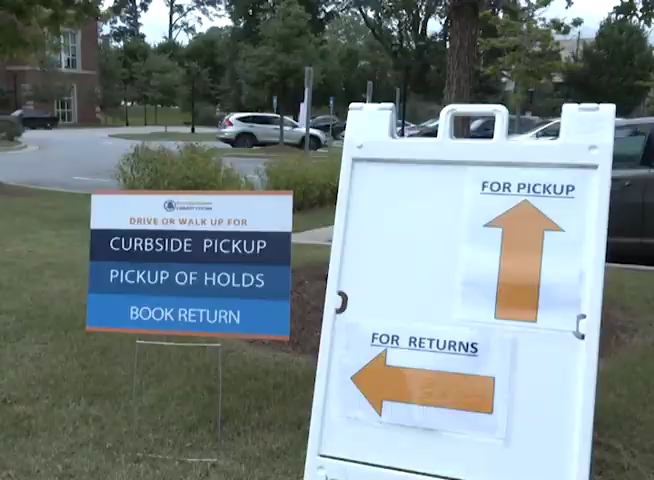 DRIVE OR WALK UP FOR
CURBSIDE PICKUP
PICKUP OF HOLDS
BOOK RETURN
FOR PICKUP
FOR RETURNS